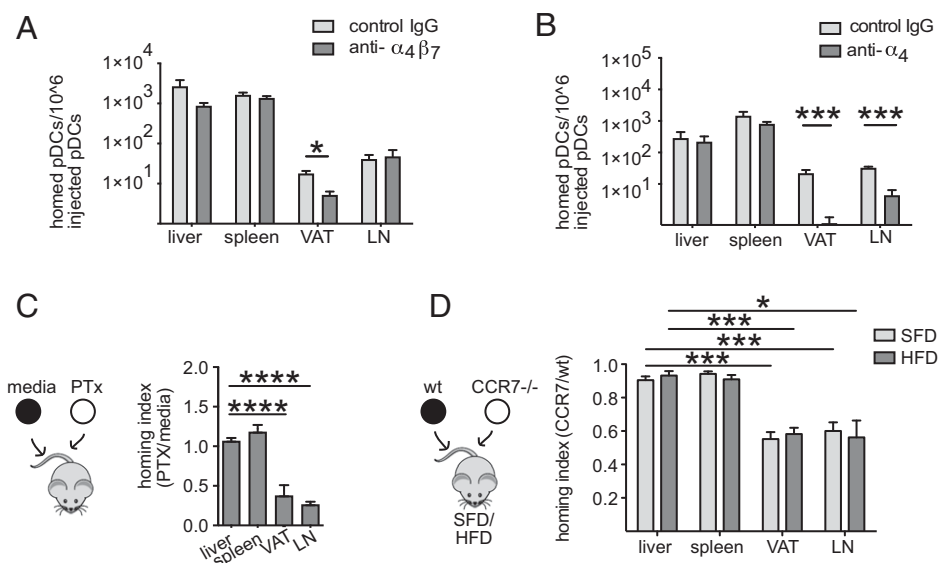 A
control IgG
anti- α4β7
homed pDCs/10^6
injected pDCs
1×10^4
1×10^3
1×10^2
1×10^1
*
liver spleen VAT LN
B
control IgG
anti-α4
homed pDCs/10^6
injected pDCs
1×10^5
1×10^4
1×10^3
1×10^2
1×10^1
*** ***
liver spleen VAT LN
C
media PTx
homing index
(PTX/media)
2.0
1.5
1.0
0.5
0.0
****
****
liver spleen VAT LN
D
wt CCR7-/-
SFD/
HFD
homing index (CCR7/wt)
1.0
0.8
0.6
0.4
0.2
*
***
***
***
SFD
HFD
liver spleen VAT LN